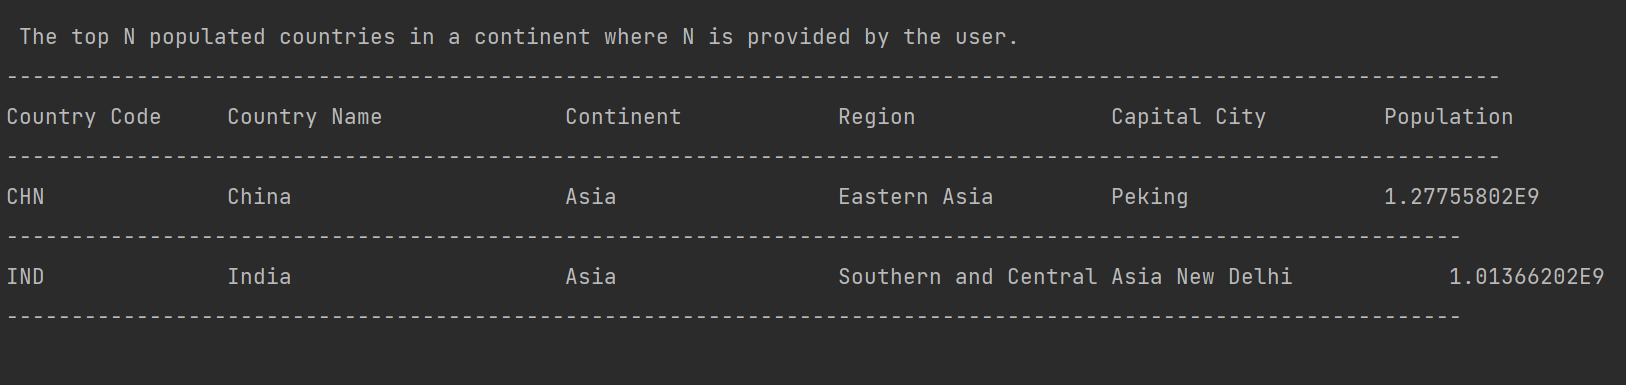 The top N populated countries in a continent where N is provided by the user.
-------------------------------------------------------------------------------------------------------------------
Country Code     Country Name              Continent            Region               Capital City         Population
-------------------------------------------------------------------------------------------------------------------
CHN              China                     Asia                 Eastern Asia         Peking               1.27755802E9
----------------------------------------------------------------------------------------------------------------
IND              India                     Asia                 Southern and Central Asia New Delhi            1.01366202E9
----------------------------------------------------------------------------------------------------------------